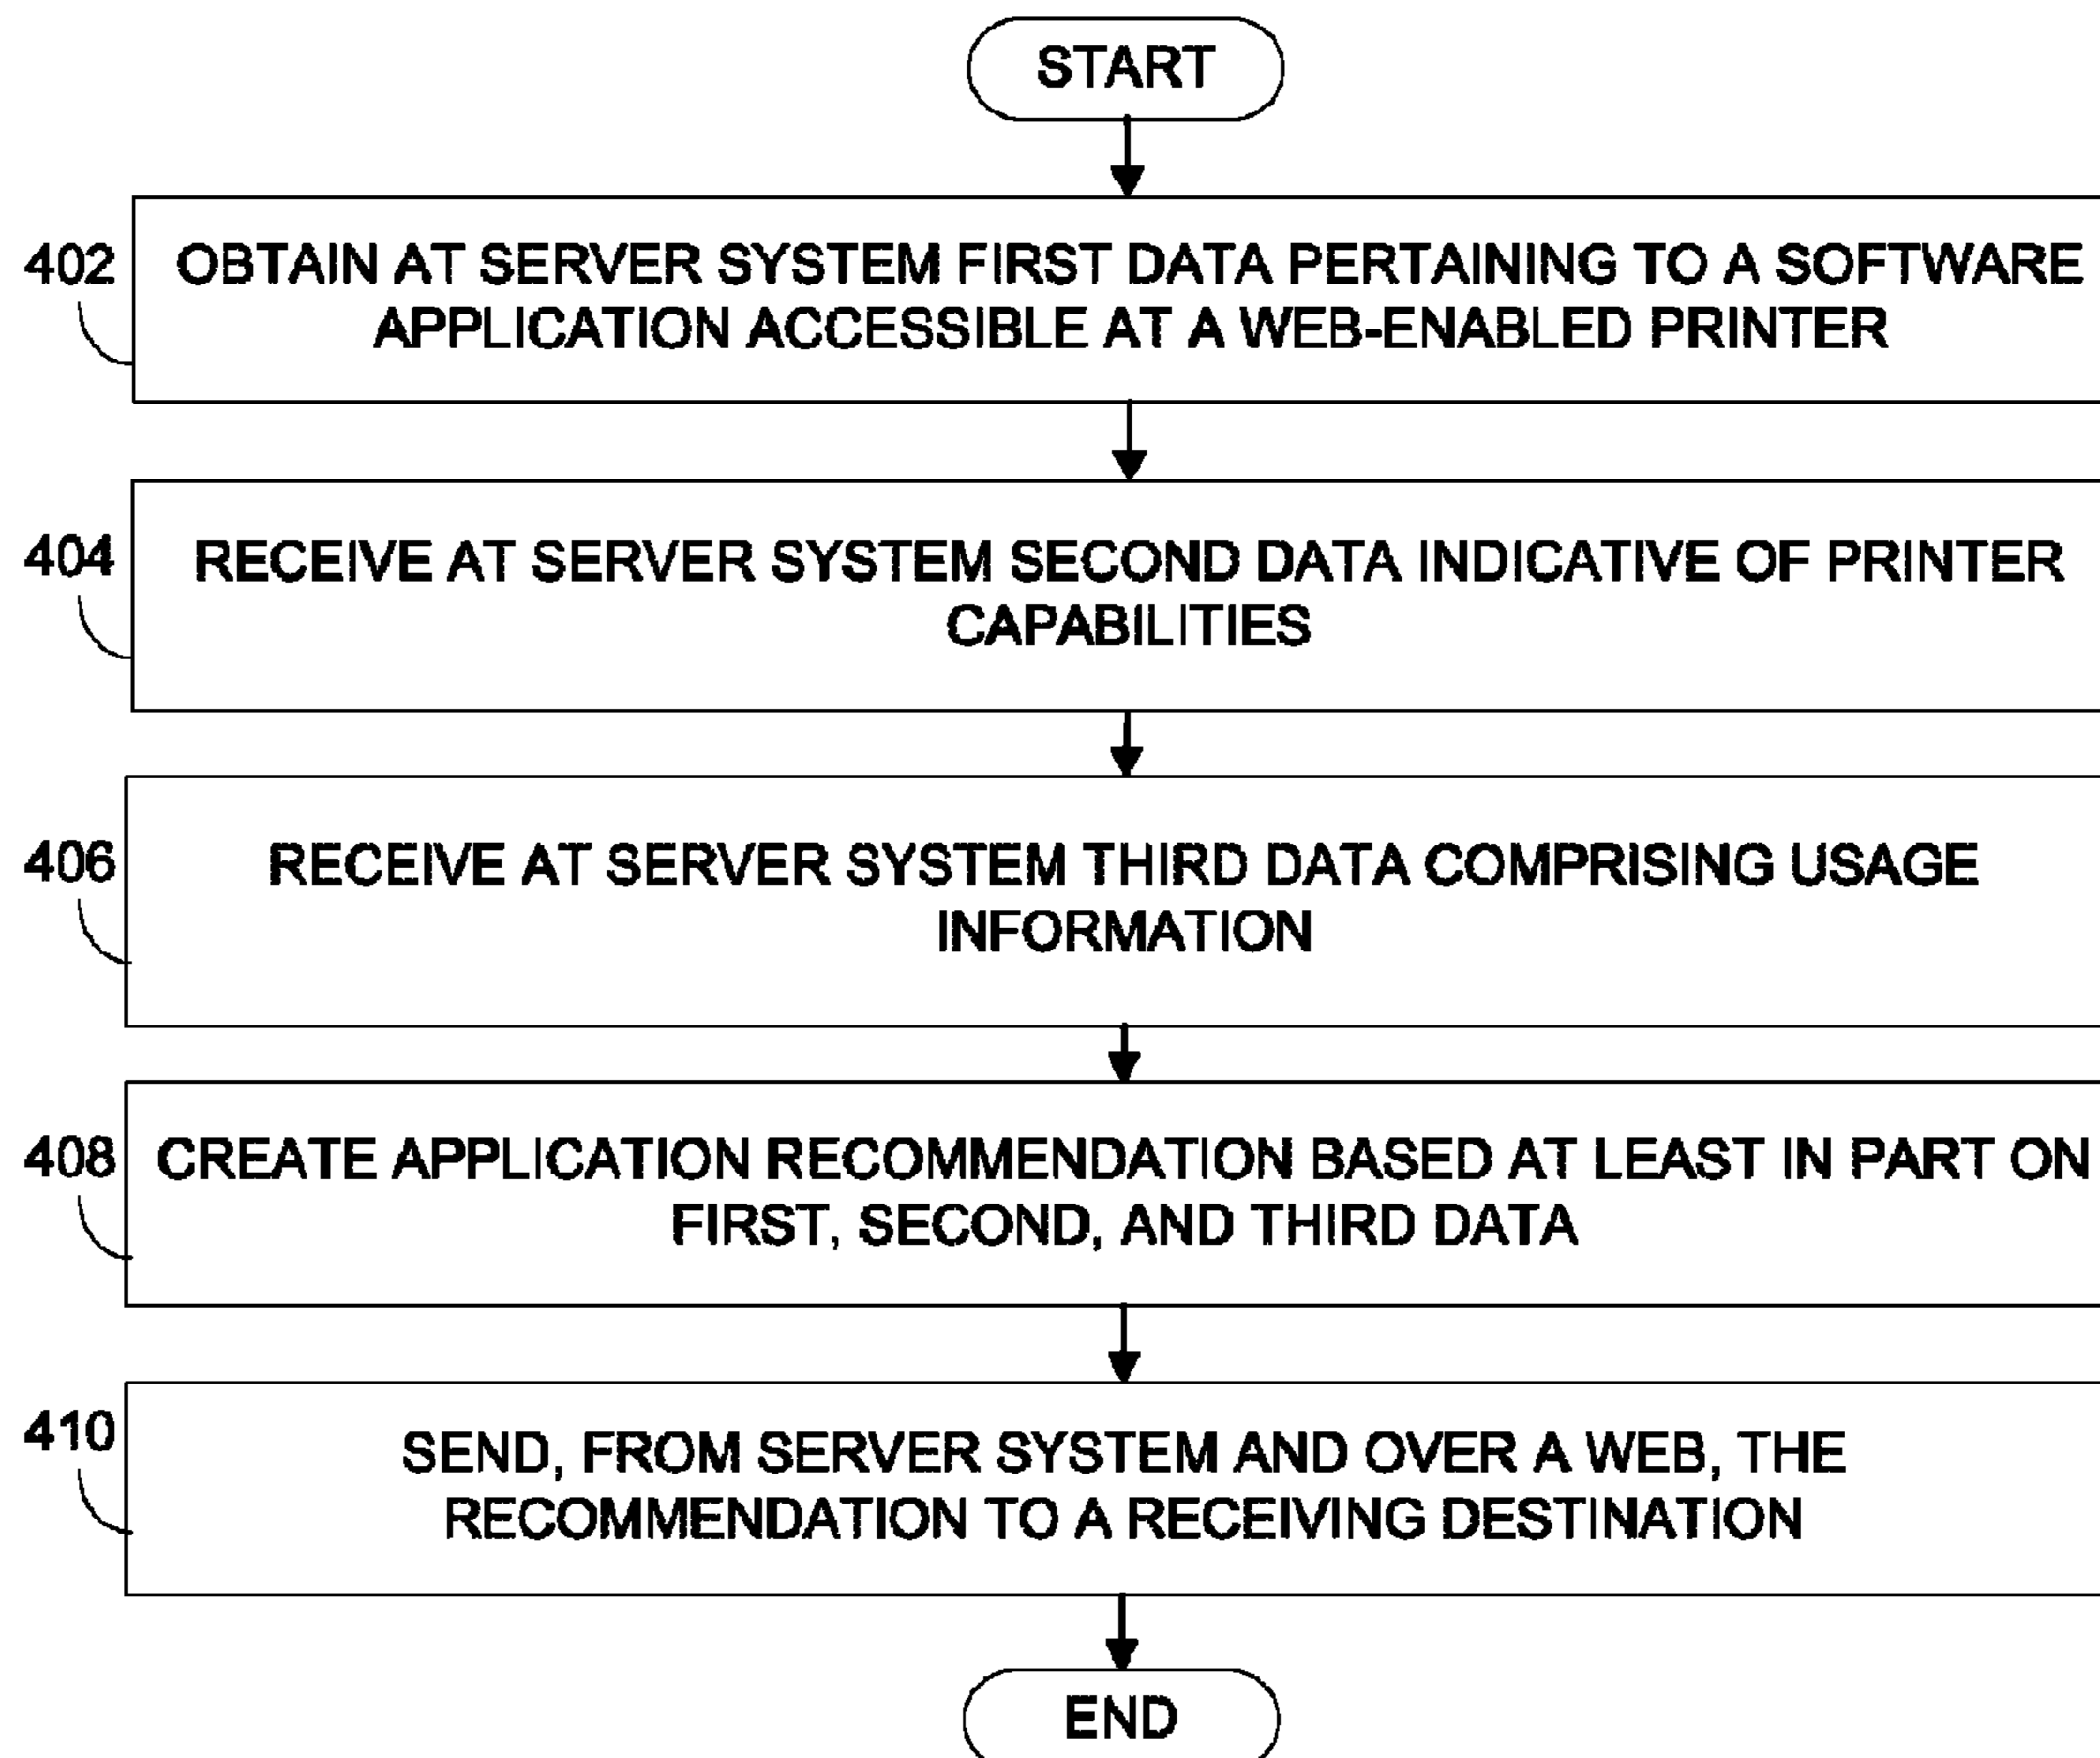 START
402
OBTAIN AT SERVER SYSTEM FIRST DATA PERTAINING TO A SOFTWARE
APPLICATION ACCESSIBLE AT A WEB-ENABLED PRINTER
404
RECEIVE AT SERVER SYSTEM SECOND DATA INDICATIVE OF PRINTER
CAPABILITIES
406
RECEIVE AT SERVER SYSTEM THIRD DATA COMPRISING USAGE
INFORMATION
408
CREATE APPLICATION RECOMMENDATION BASED AT LEAST IN PART ON
FIRST, SECOND, AND THIRD DATA
410
SEND, FROM SERVER SYSTEM AND OVER A WEB, THE
RECOMMENDATION TO A RECEIVING DESTINATION
END